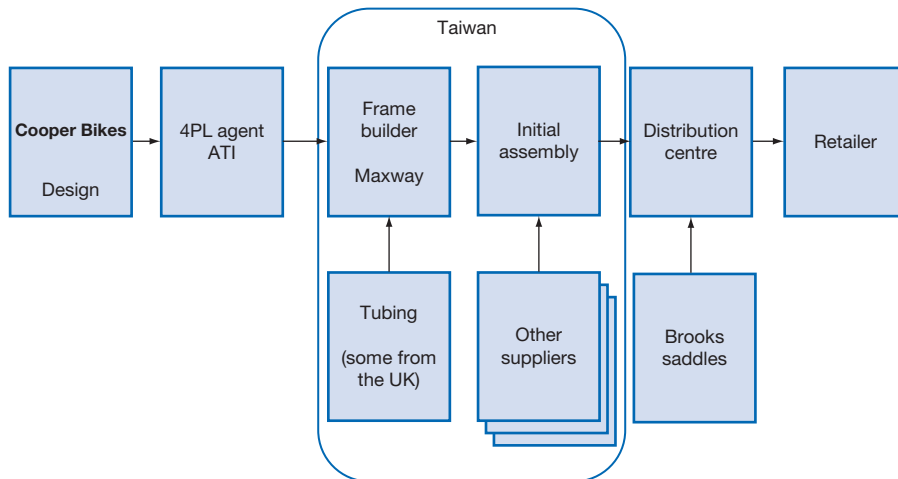 Taiwan
Cooper Bikes
Design
4PL agent
ATI
Frame
builder
Maxway
Initial
assembly
Distribution
centre
Retailer
Tubing
(some from
the UK)
Other
suppliers
Brooks
saddles